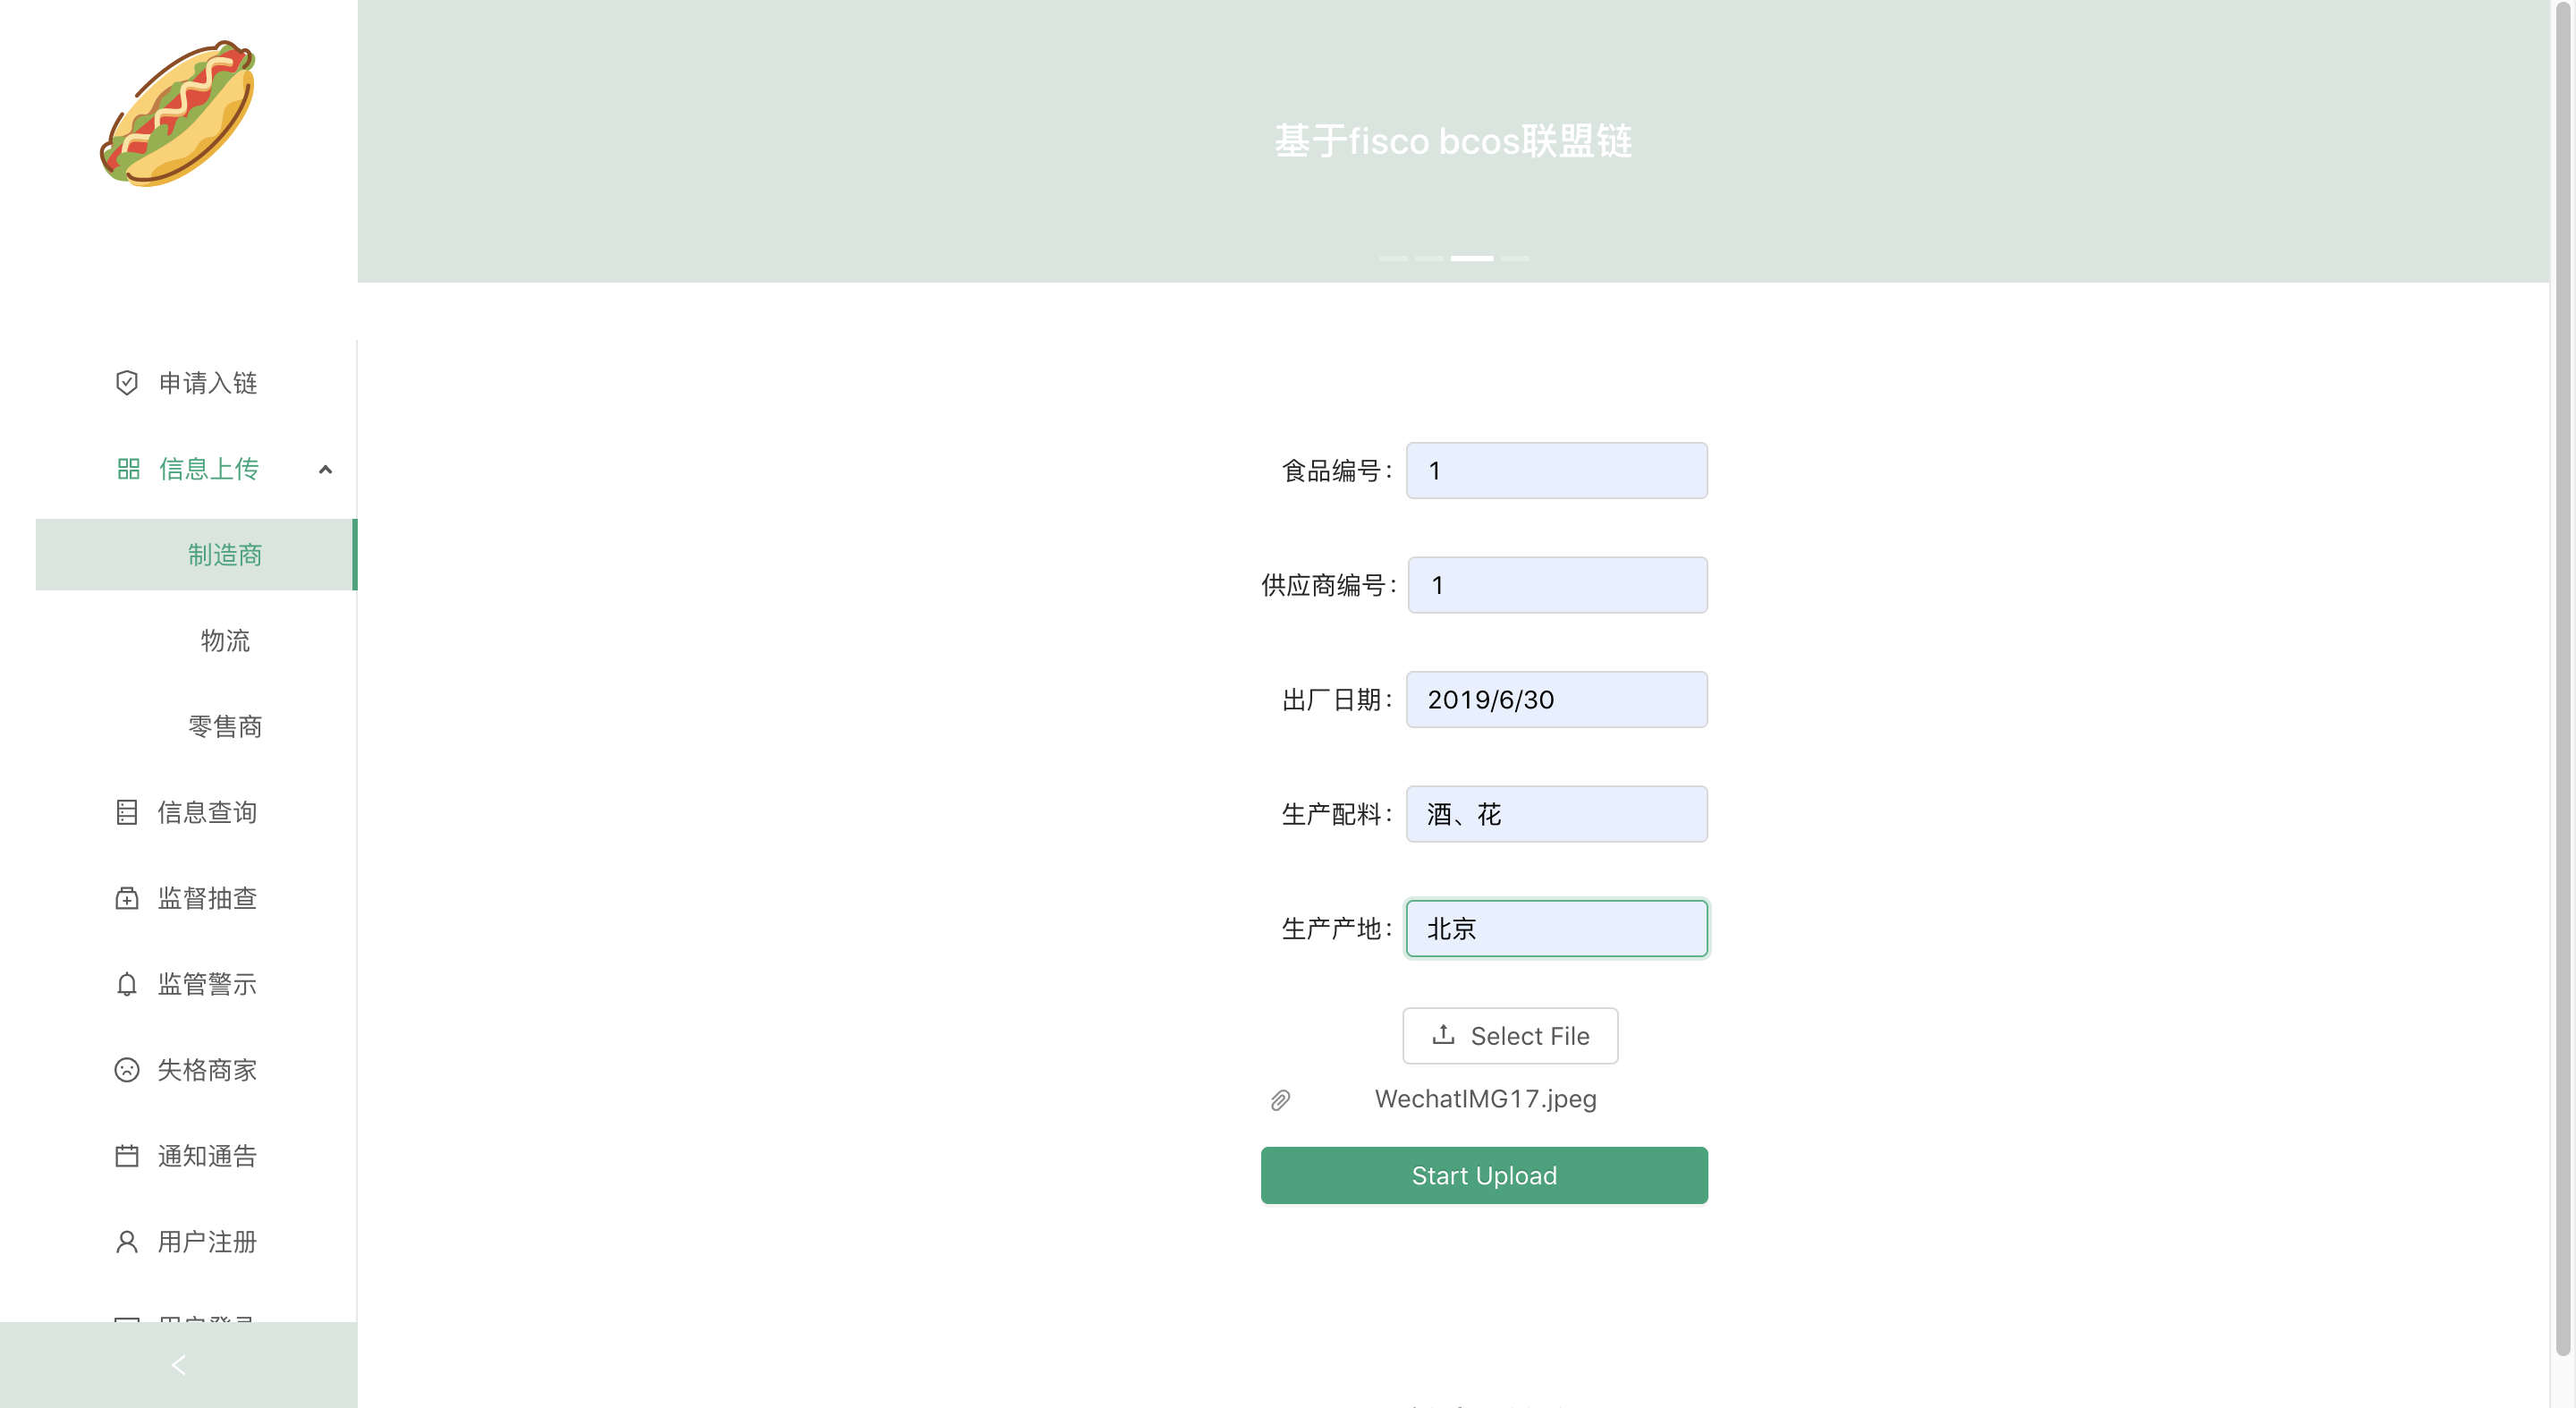 基于fisco bcos联盟链
申请入链
信息上传
制造商
物流
零售商
信息查询
监督抽查
监管警示
失格商家
通知通告
用户注册
食品编号: 1
供应商编号: 1
出厂日期: 2019/6/30
生产配料: 酒、花
生产产地: 北京
Select File
WechatIMG17.jpeg
Start Upload